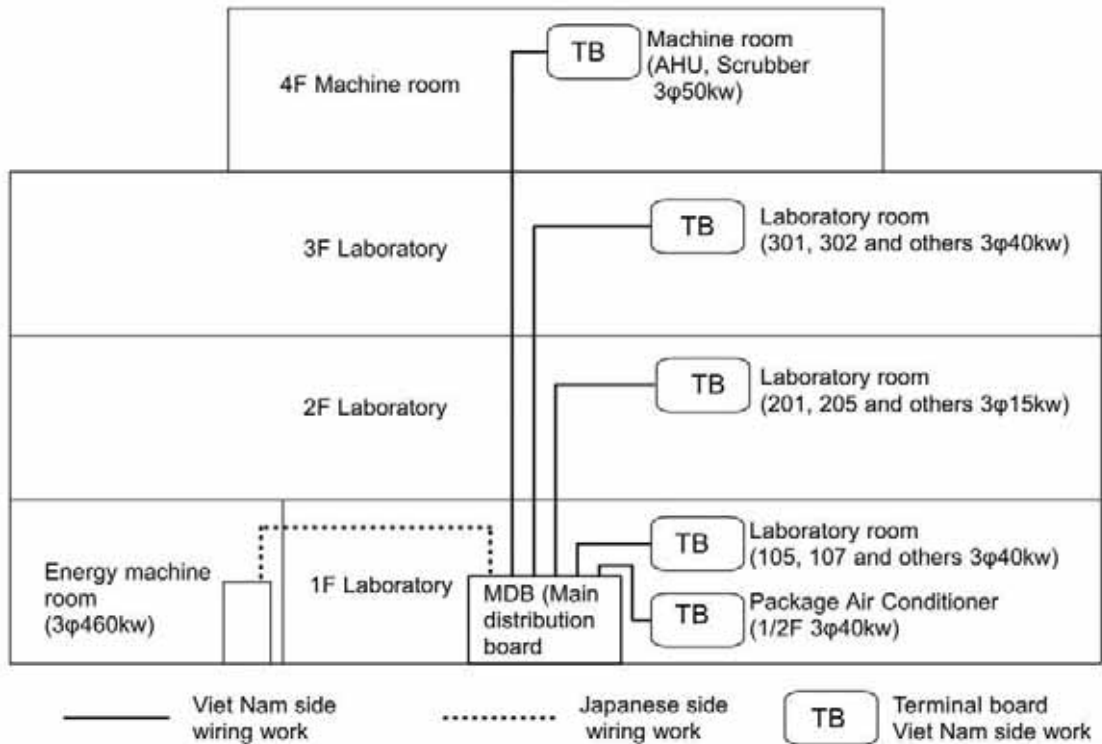 TB
Machine room
(AHU, Scrubber
3φ50kw)
4F Machine room
TB
Laboratory room
(301, 302 and others 3φ40kw)
3F Laboratory
TB
Laboratory room
(201, 205 and others 3φ15kw)
2F Laboratory
TB
Laboratory room
(105, 107 and others 3φ40kw)
Energy machine
room
(3φ460kw)
1F Laboratory
MDB (Main
distribution
board
TB
Package Air Conditioner
(1/2F 3φ40kw)
Viet Nam side
wiring work
Japanese side
wiring work
TB
Terminal board
Viet Nam side work